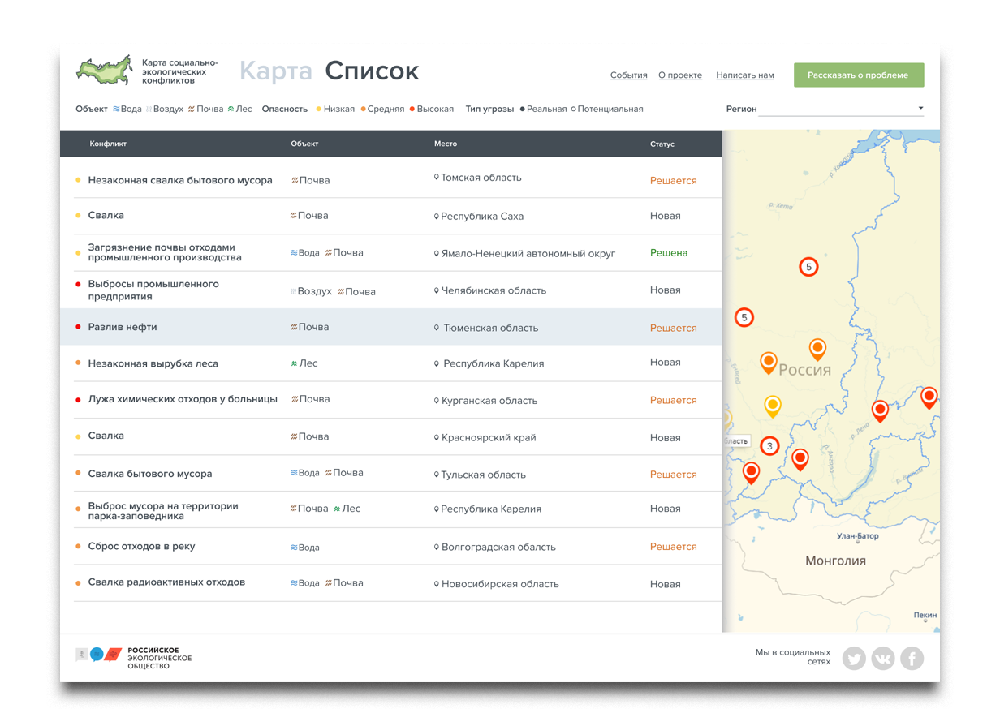 Карта социально-
экологических
конфликтов
Карта Список
События О проекте Написать нам Рассказать о проблеме
Объект Вода Воздух Почва Лес Опасность Низкая Средняя Высокая Тип угрозы Реальная Потенциальная Регион
Конфликт Объект Место Статус
Незаконная свалка бытового мусора Почва Томская область Решается
Свалка Почва Республика Саха Новая
Загрязнение почвы отходами
промышленного производства Вода Почва Ямало-Ненецкий автономный округ Решена
Выбросы промышленного
предприятия Воздух Почва Челябинская область Новая
Разлив нефти Почва Тюменская область Решается
Незаконная вырубка леса Лес Республика Карелия Новая
Лужа химических отходов у больницы Почва Курганская область Решается
Свалка Почва Красноярский край Новая
Свалка бытового мусора Вода Почва Тульская область Решается
Выброс мусора на территории
парка-заповедника Почва Лес Республика Карелия Новая
Сброс отходов в реку Вода Волгоградская обалсть Решается
Свалка радиоактивных отходов Вода Почва Новосибирская область Новая
р. Хета
5
5
Россия
р. Енисей
р. Лена
бласть
3
р. Ангара
Улан-Батор
Монголия
Пекин
РОССИЙСКОЕ
ЭКОЛОГИЧЕСКОЕ
ОБЩЕСТВО
Мы в социальных
сетях